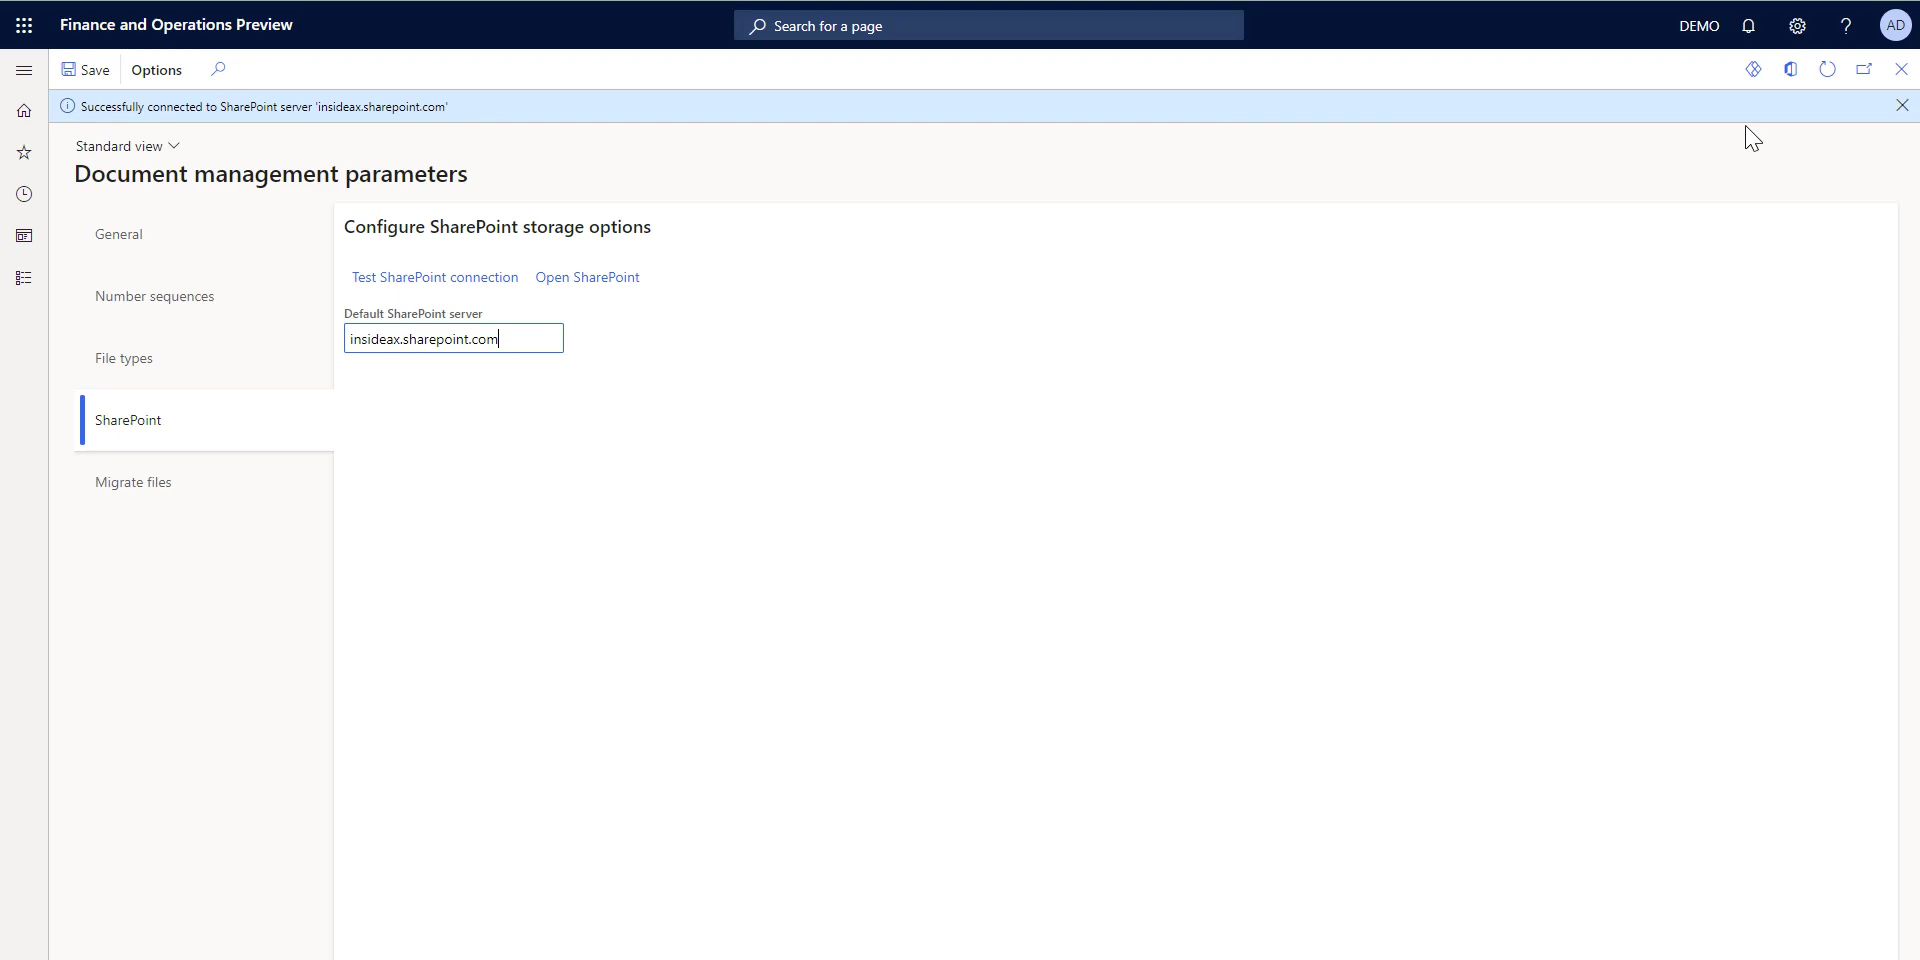 Finance and Operations Preview
Search for a page
DEMO
?
AD
Save
Options
Successfully connected to SharePoint server 'insideax.sharepoint.com'
Standard view
Document management parameters
General
Number sequences
File types
SharePoint
Migrate files
Configure SharePoint storage options
Test SharePoint connection Open SharePoint
Default SharePoint server
insideax.sharepoint.com